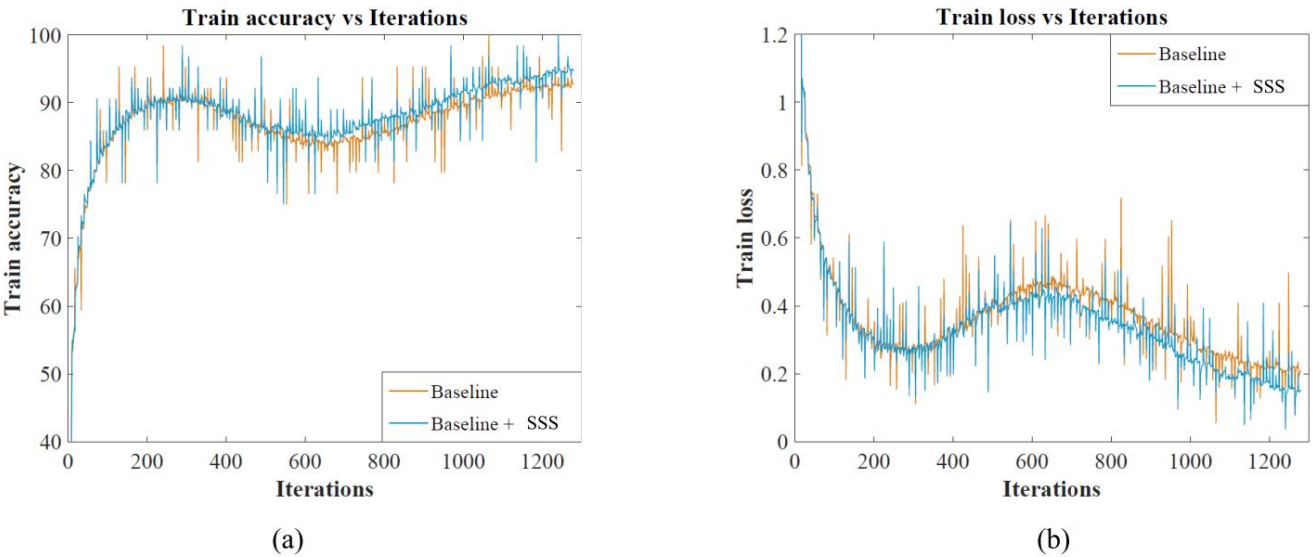 Train accuracy vs Iterations
100
90
80
70
60
50
40
Train accuracy
0 200 400 600 800 1000 1200
Iterations
Baseline
Baseline + SSS
(a)
Train loss vs Iterations
1.2
1
0.8
0.6
0.4
0.2
0
Train loss
0 200 400 600 800 1000 1200
Iterations
Baseline
Baseline + SSS
(b)